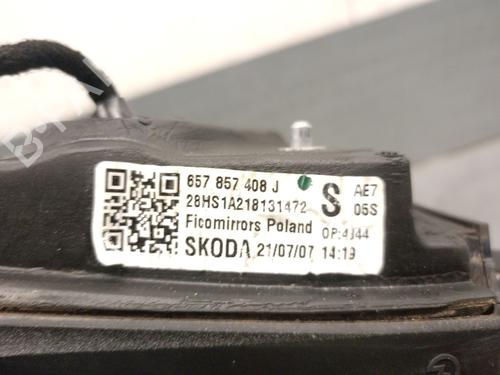 657 857 408 J
28HS1A218131472
Ficomirrors Poland
SKODA 21/07/07 14:19
S
AE7
05S
OP:4J44